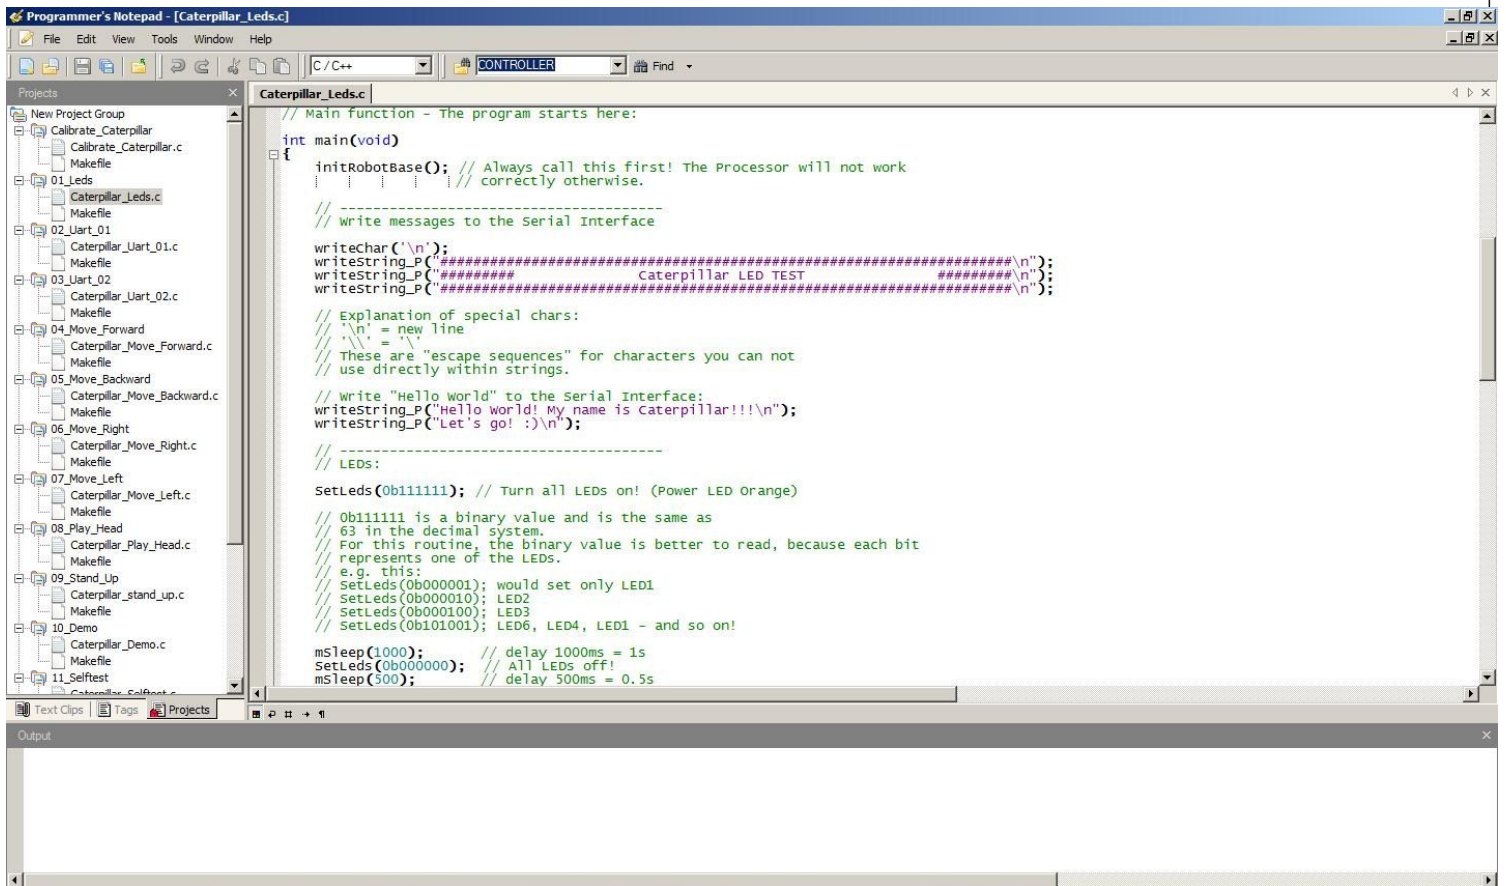 Programmer's Notepad - [Caterpillar_Leds.c]
File Edit View Tools Window Help
C / C++ CONTROLLER Find
Projects
New Project Group
Calibrate_Caterpillar
Calibrate_Caterpillar.c
Makefile
01_Leds
Caterpillar_Leds.c
Makefile
02_Uart_01
Caterpillar_Uart_01.c
Makefile
03_Uart_02
Caterpillar_Uart_02.c
Makefile
04_Move_Forward
Caterpillar_Move_Forward.c
Makefile
05_Move_Backward
Caterpillar_Move_Backward.c
Makefile
06_Move_Right
Caterpillar_Move_Right.c
Makefile
07_Move_Left
Caterpillar_Move_Left.c
Makefile
08_Play_Head
Caterpillar_Play_Head.c
Makefile
09_Stand_Up
Caterpillar_stand_up.c
Makefile
10_Demo
Caterpillar_Demo.c
Makefile
11_Selftest
Caterpillar_Selftest.c
Text Clips Tags Projects
Caterpillar_Leds.c
// Main function - The program starts here:
int main(void)
{
initRobotBase(); // Always call this first! The Processor will not work
// correctly otherwise.
// ---------------------------------------
// Write messages to the Serial Interface
writeChar('\n');
writeString_P("#####################################################################\n");
writeString_P("######### Caterpillar LED TEST #########\n");
writeString_P("#####################################################################\n");
// Explanation of special chars:
// '\n' = new line
// '\\' = '\'
// These are "escape sequences" for characters you can not
// use directly within strings.
// Write "Hello World" to the Serial Interface:
writeString_P("Hello World! My name is Caterpillar!!!\n");
writeString_P("Let's go! :)\n");
// ---------------------------------------
// LEDs:
SetLeds(0b111111); // Turn all LEDs on! (Power LED Orange)
// 0b111111 is a binary value and is the same as
// 63 in the decimal system.
// For this routine, the binary value is better to read, because each bit
// represents one of the LEDs.
// e.g. this:
// SetLeds(0b000001); would set only LED1
// SetLeds(0b000010); LED2
// SetLeds(0b000100); LED3
// SetLeds(0b101001); LED6, LED4, LED1 - and so on!
mSleep(1000); // delay 1000ms = 1s
SetLeds(0b000000); // All LEDs off!
mSleep(500); // delay 500ms = 0.5s
Output